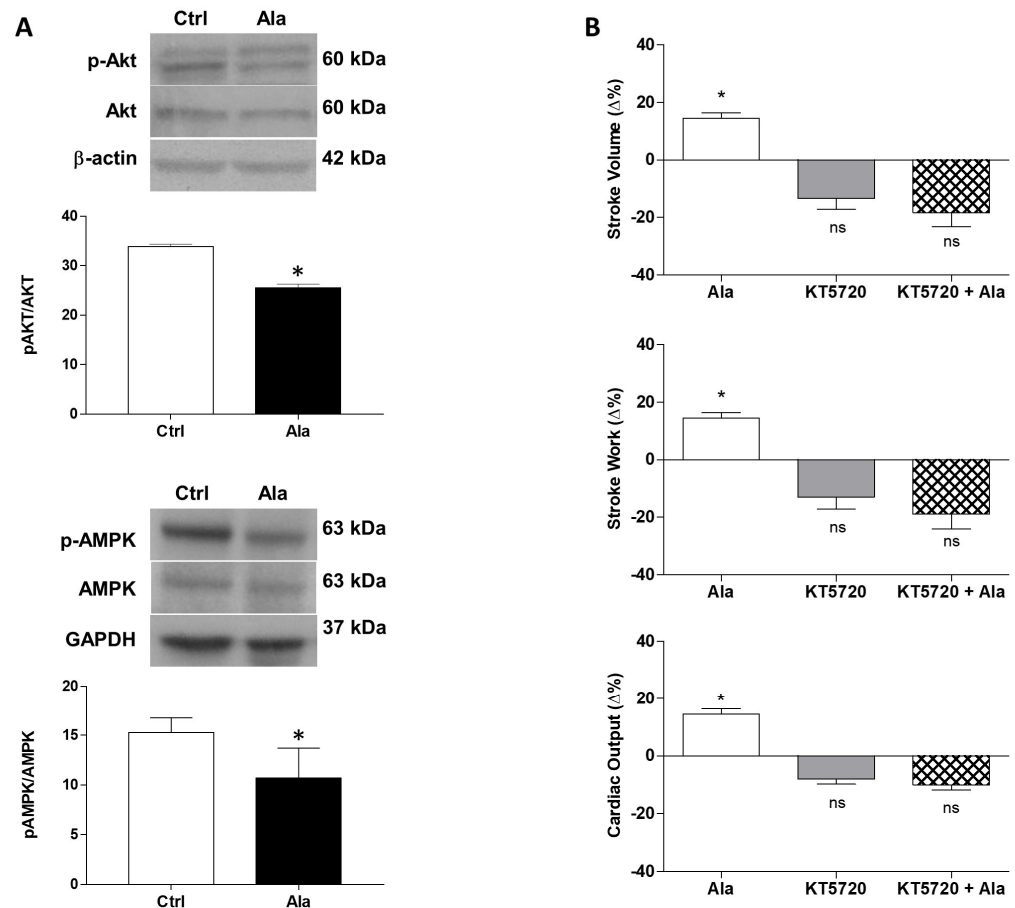 A
Ctrl Ala
p-Akt 60 kDa
Akt 60 kDa
β-actin 42 kDa
40
30
20
10
0
pAKT/AKT
*
Ctrl Ala
Ctrl Ala
p-AMPK 63 kDa
AMPK 63 kDa
GAPDH 37 kDa
20
15
10
5
0
pAMPK/AMPK
*
Ctrl Ala
B
40
20
0
-20
-40
Stroke Volume (Δ%)
*
ns
ns
Ala KT5720 KT5720 + Ala
40
20
0
-20
-40
Stroke Work (Δ%)
*
ns
ns
Ala KT5720 KT5720 + Ala
40
20
0
-20
-40
Cardiac Output (Δ%)
*
ns
ns
Ala KT5720 KT5720 + Ala